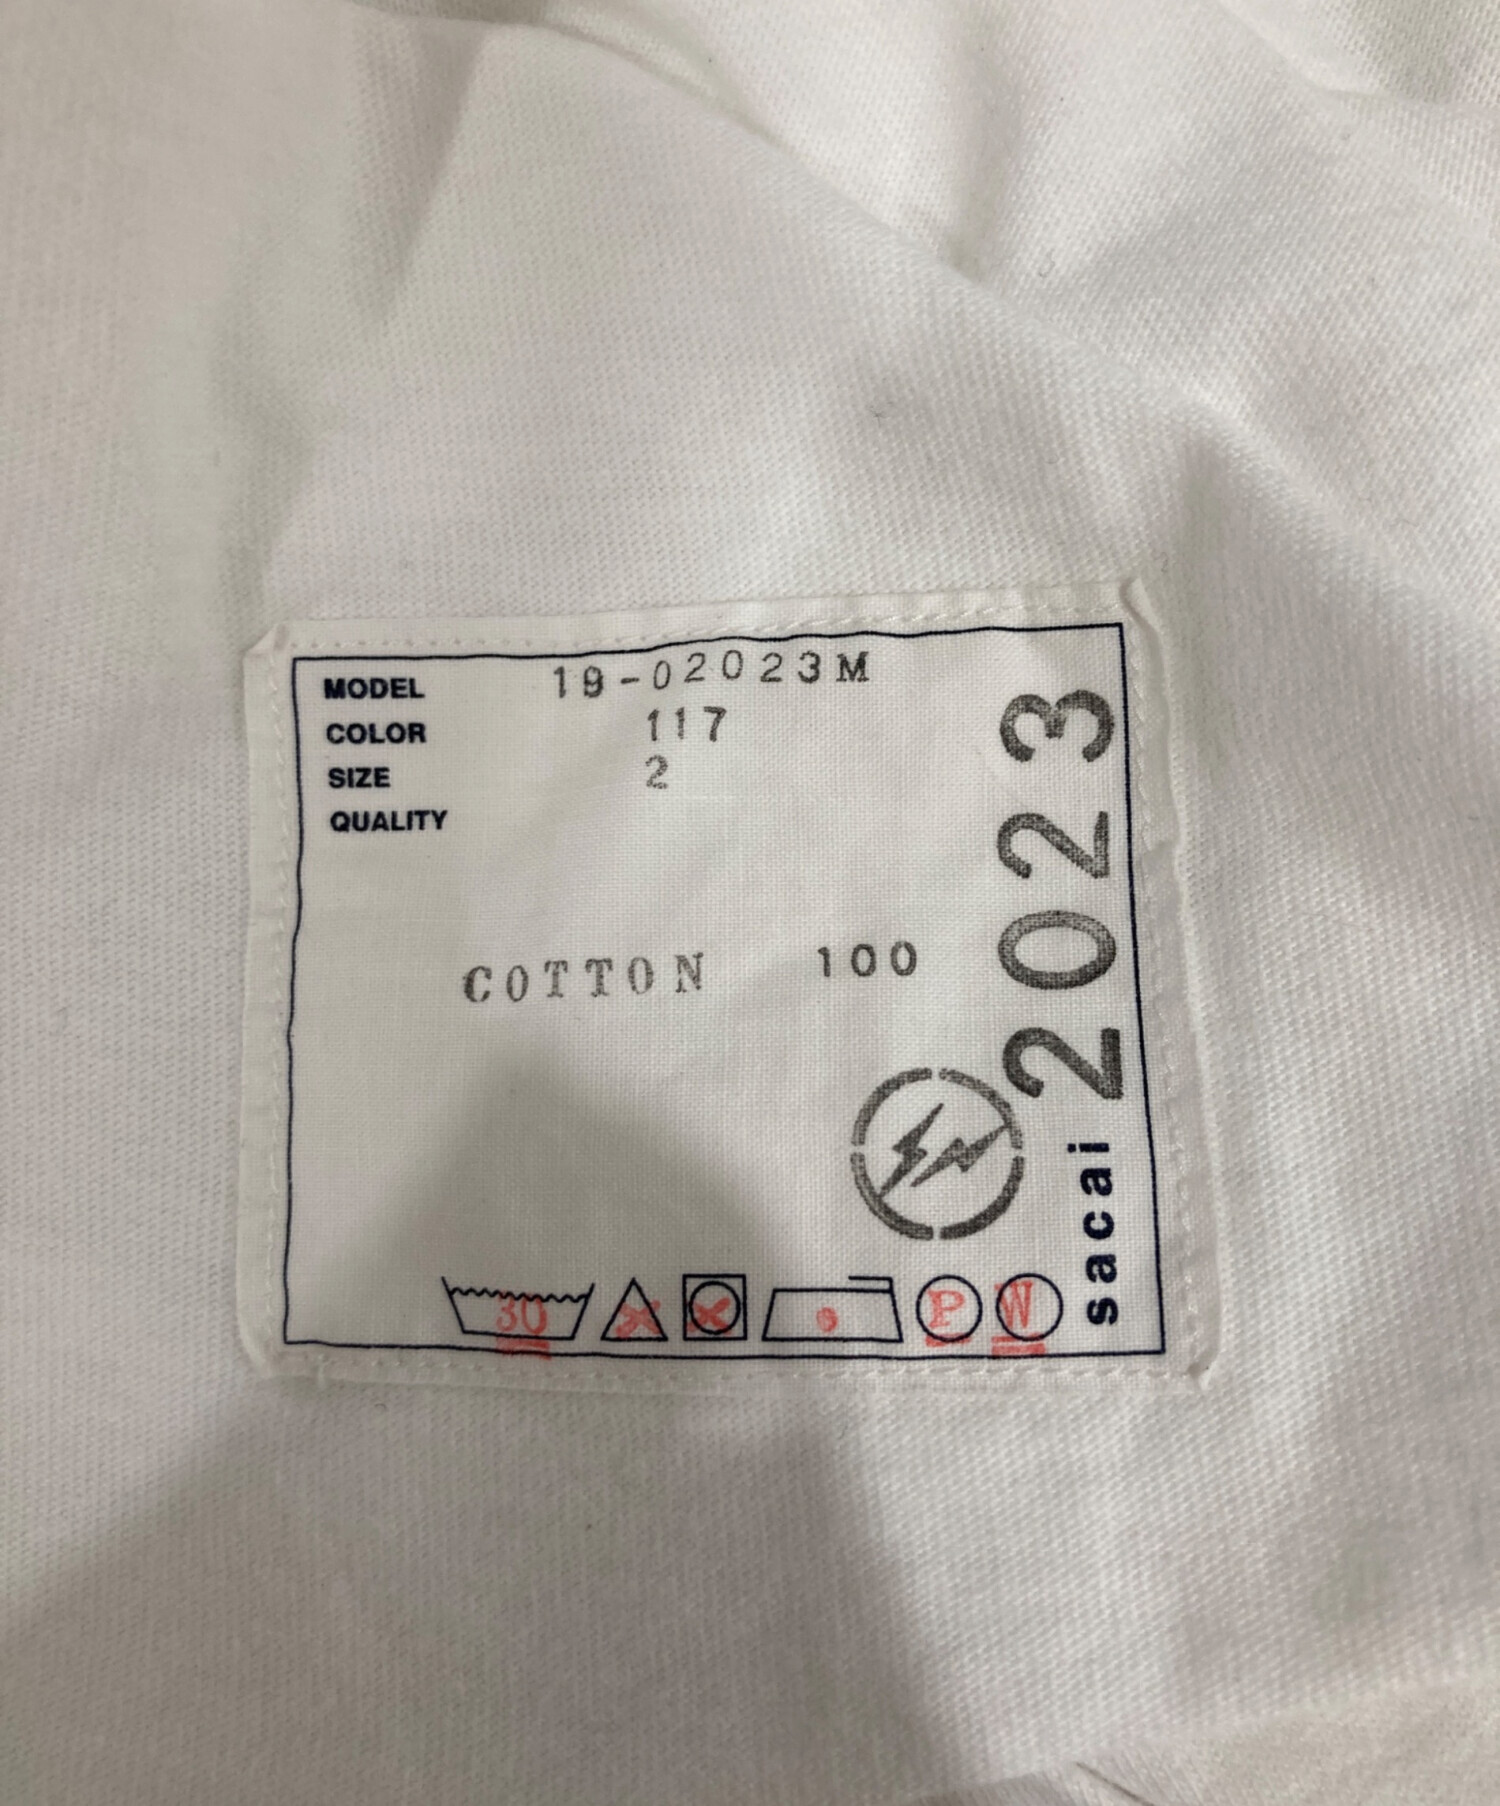 MODEL 19-02023M
COLOR 117
SIZE 2
QUALITY
COTTON 100
sacai 2023
30 P W